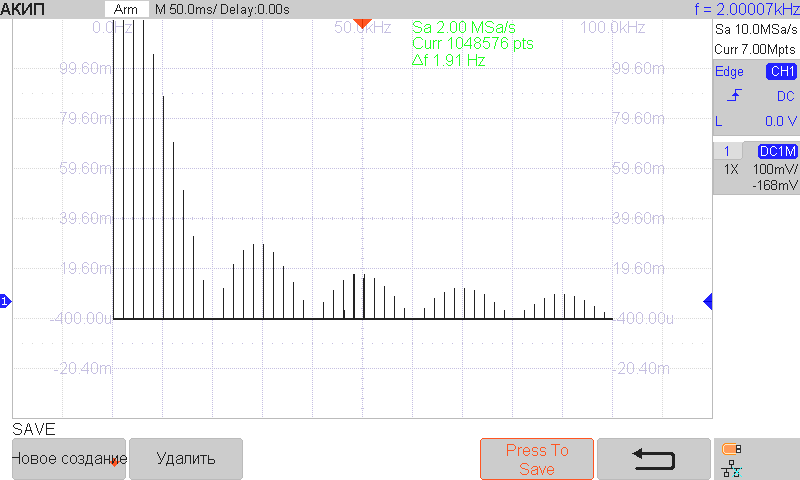 АКИП Arm M 50.0ms/ Delay:0.00s f = 2.00007kHz
0.0Hz 50.0kHz 100.0kHz
Sa 2.00 MSa/s
Curr 1048576 pts
Δf 1.91 Hz
Sa 10.0MSa/s
Curr 7.00Mpts
Edge CH1
DC
L 0.0 V
1 DC1M
1X 100mV/
-168mV
99.60m 99.60m
79.60m 79.60m
59.60m 59.60m
39.60m 39.60m
19.60m 19.60m
1
-400.00u -400.00u
-20.40m -20.40m
SAVE
Новое создание Удалить Press To Save